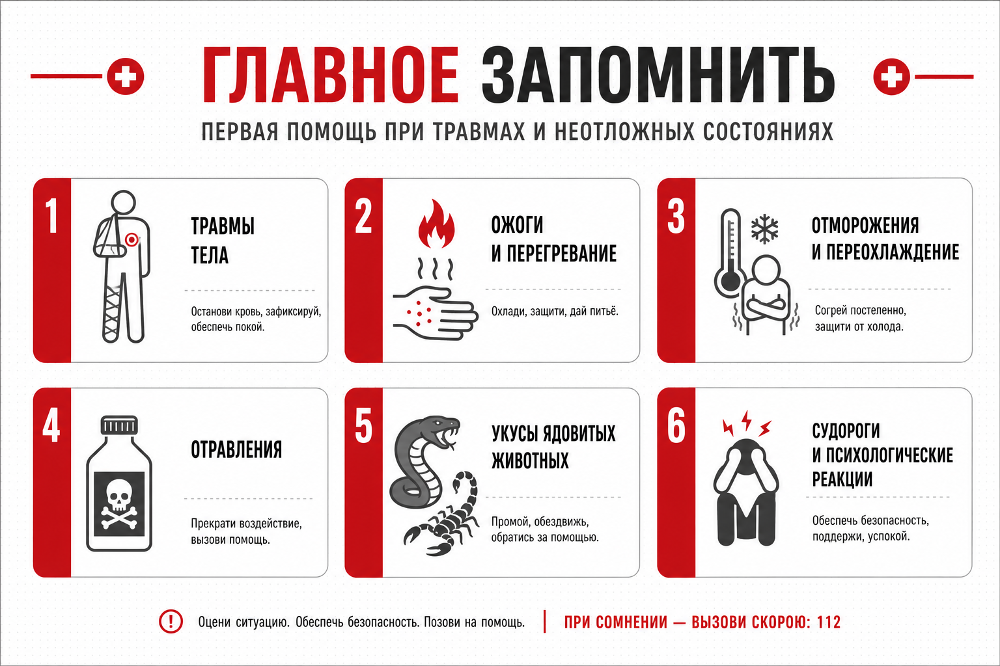 ГЛАВНОЕ ЗАПОМНИТЬ
ПЕРВАЯ ПОМОЩЬ ПРИ ТРАВМАХ И НЕОТЛОЖНЫХ СОСТОЯНИЯХ
1
ТРАВМЫ
ТЕЛА
Останови кровь, зафиксируй,
обеспечь покой.
2
ОЖОГИ
И ПЕРЕГРЕВАНИЕ
Охлади, защити, дай питьё.
3
ОТМОРОЖЕНИЯ
И ПЕРЕОХЛАЖДЕНИЕ
Согрей постепенно,
защити от холода.
4
ОТРАВЛЕНИЯ
Прекрати воздействие,
вызови помощь.
5
УКУСЫ ЯДОВИТЫХ
ЖИВОТНЫХ
Промой, обездвижь,
обратись за помощью.
6
СУДОРОГИ
И ПСИХОЛОГИЧЕСКИЕ
РЕАКЦИИ
Обеспечь безопасность,
поддержи, успокой.
! Оцени ситуацию. Обеспечь безопасность. Позови на помощь. | ПРИ СОМНЕНИИ — ВЫЗОВИ СКОРОЮ: 112